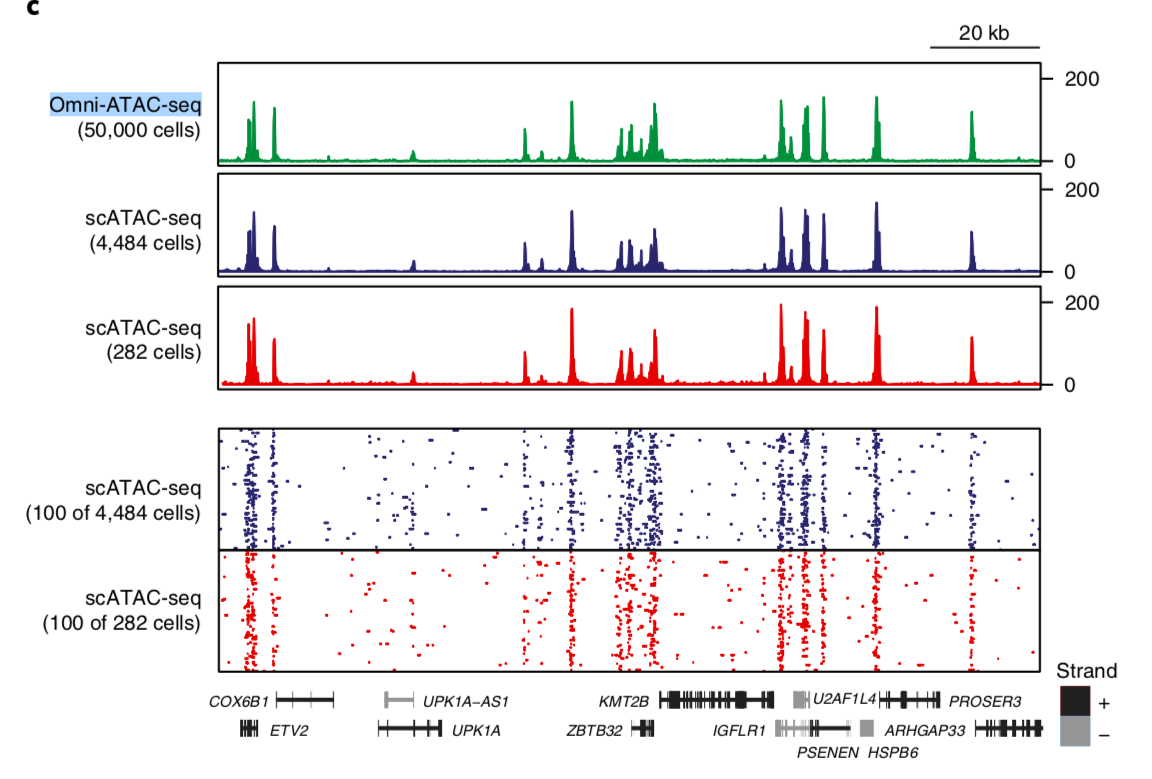 c
20 kb
Omni-ATAC-seq
(50,000 cells)
200
0
scATAC-seq
(4,484 cells)
200
0
scATAC-seq
(282 cells)
200
0
scATAC-seq
(100 of 4,484 cells)
scATAC-seq
(100 of 282 cells)
Strand
COX6B1 UPK1A–AS1 KMT2B U2AF1L4 PROSER3 +
ETV2 UPK1A ZBTB32 IGFLR1 ARHGAP33 –
PSENEN HSPB6